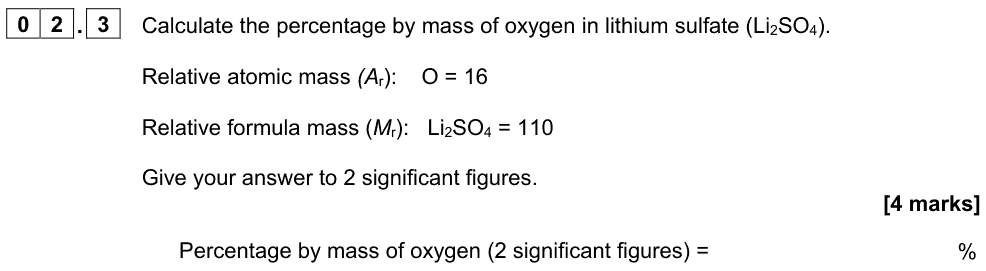 0 2 . 3 Calculate the percentage by mass of oxygen in lithium sulfate (Li₂SO₄).
Relative atomic mass (Aᵣ): O = 16
Relative formula mass (Mᵣ): Li₂SO₄ = 110
Give your answer to 2 significant figures.
[4 marks]
Percentage by mass of oxygen (2 significant figures) = %